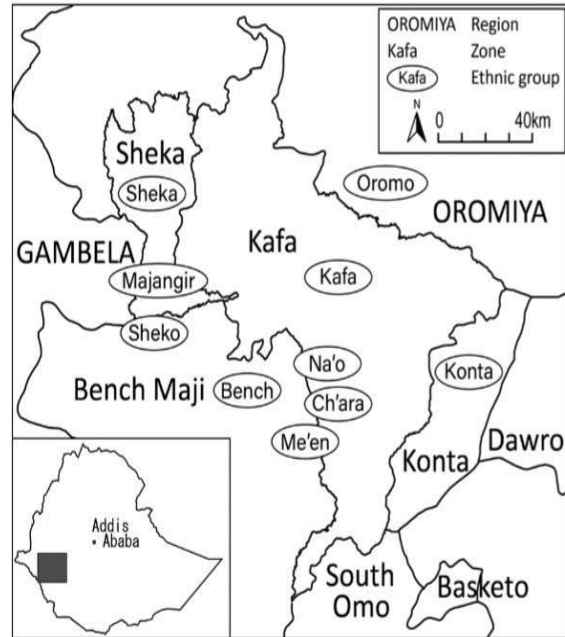 OROMIYA Region
Kafa Zone
Kafa Ethnic group
N
0 40km
Sheka
Sheka
Oromo
OROMIYA
Kafa
GAMBELA
Majangir
Kafa
Sheko
Na'o
Konta
Bench Maji
Bench
Ch'ara
Me'en
Dawro
Konta
Addis
Ababa
South
Omo
Basketo